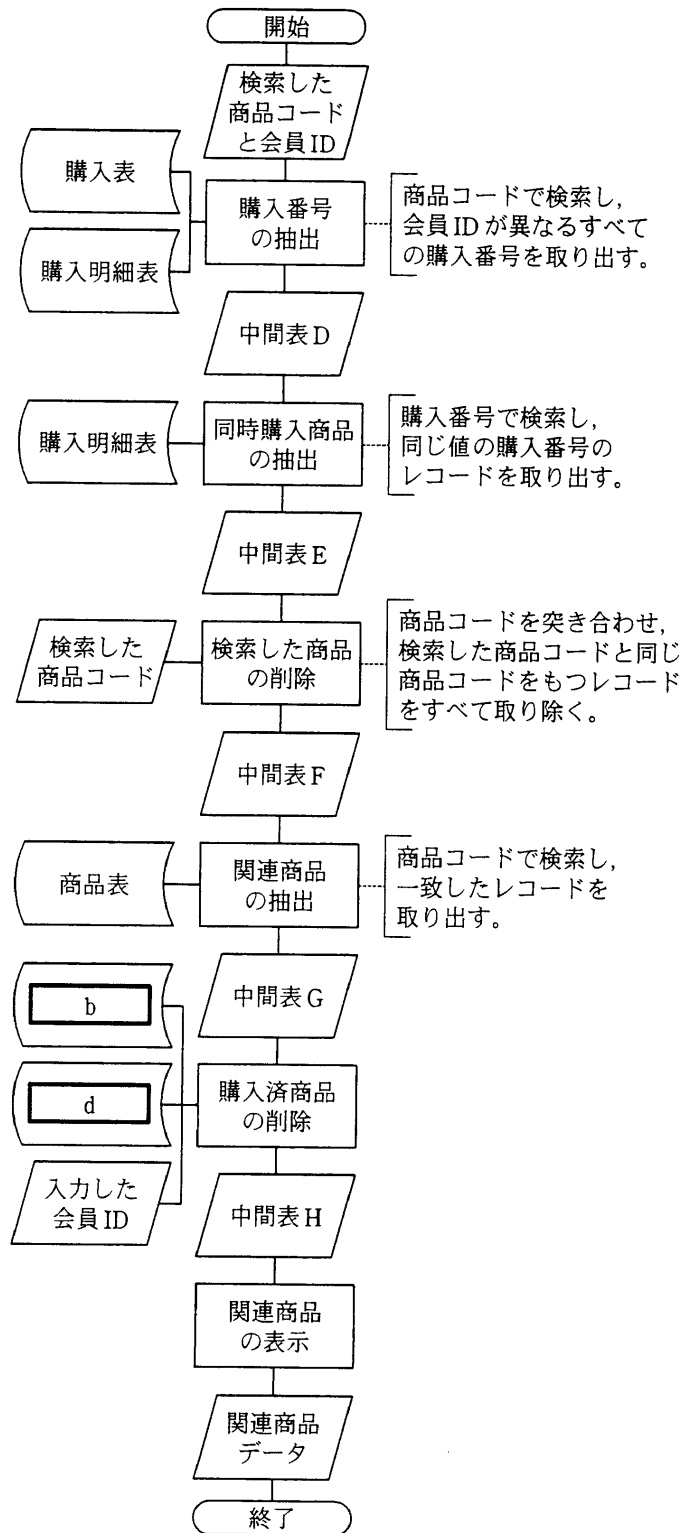 開始
検索した
商品コード
と会員ID
購入表
購入明細表
購入番号
の抽出
商品コードで検索し，
会員IDが異なるすべて
の購入番号を取り出す。
中間表D
購入明細表
同時購入商品
の抽出
購入番号で検索し，
同じ値の購入番号の
レコードを取り出す。
中間表E
検索した
商品コード
検索した商品
の削除
商品コードを突き合わせ，
検索した商品コードと同じ
商品コードをもつレコード
をすべて取り除く。
中間表F
商品表
関連商品
の抽出
商品コードで検索し，
一致したレコードを
取り出す。
中間表G
b
d
入力した
会員ID
購入済商品
の削除
中間表H
関連商品
の表示
関連商品
データ
終了